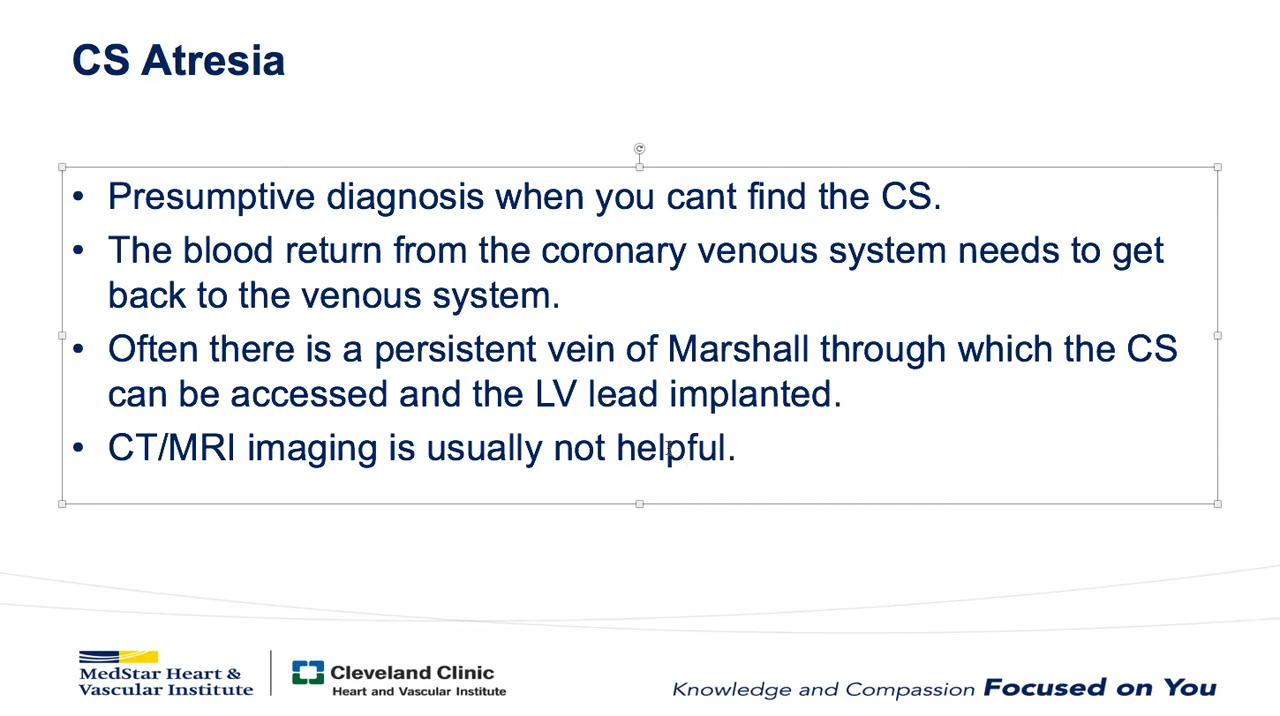 CS Atresia
• Presumptive diagnosis when you cant find the CS.
• The blood return from the coronary venous system needs to get
back to the venous system.
• Often there is a persistent vein of Marshall through which the CS
can be accessed and the LV lead implanted.
• CT/MRI imaging is usually not helpful.
MedStar Heart &
Vascular Institute
Cleveland Clinic
Heart and Vascular Institute
Knowledge and Compassion Focused on You